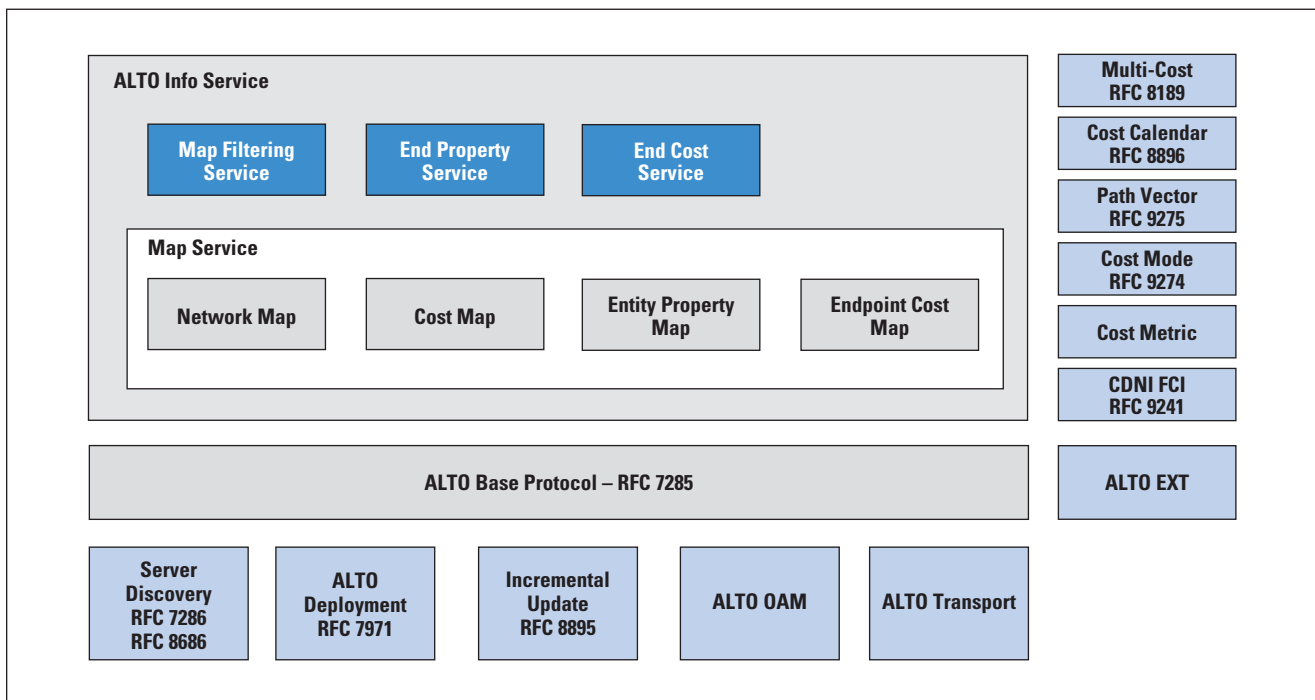 ALTO Info Service
Map Filtering
Service
End Property
Service
End Cost
Service
Map Service
Network Map
Cost Map
Entity Property
Map
Endpoint Cost
Map
Multi-Cost
RFC 8189
Cost Calendar
RFC 8896
Path Vector
RFC 9275
Cost Mode
RFC 9274
Cost Metric
CDNI FCI
RFC 9241
ALTO Base Protocol – RFC 7285
ALTO EXT
Server
Discovery
RFC 7286
RFC 8686
ALTO
Deployment
RFC 7971
Incremental
Update
RFC 8895
ALTO OAM
ALTO Transport